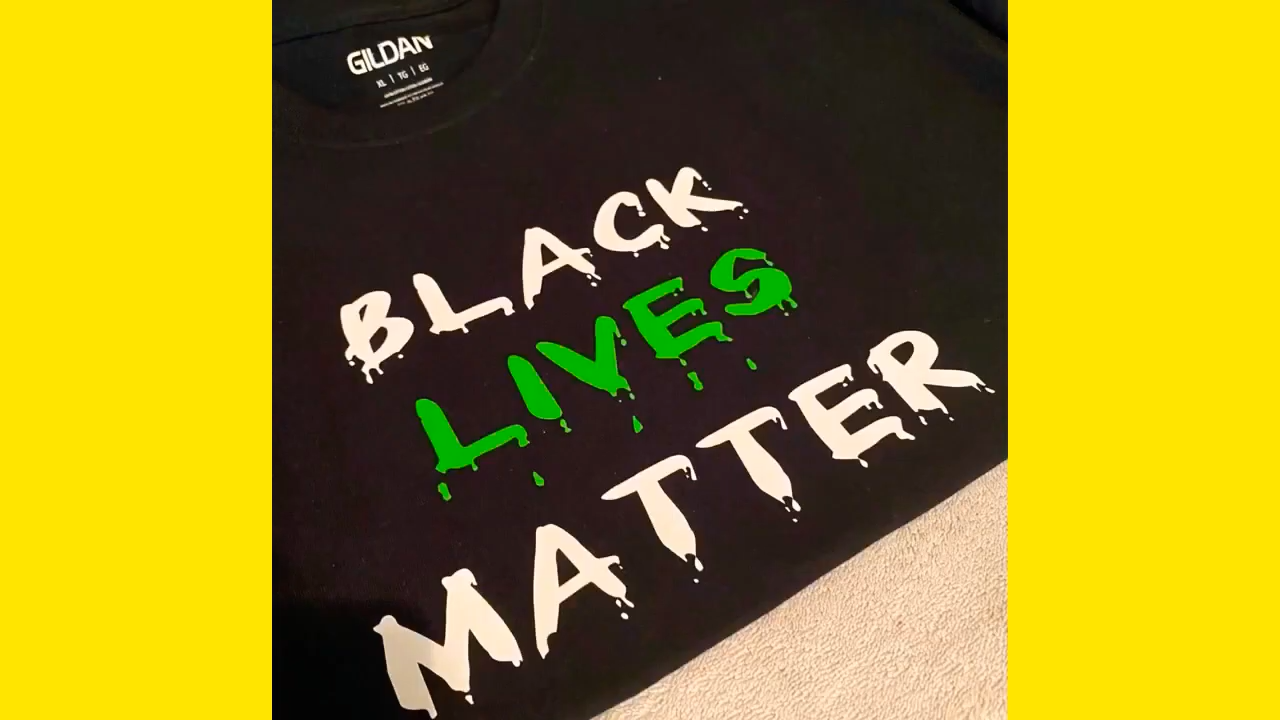 GILDAN
XL | TG | EG
BLACK
LIVES
MATTER